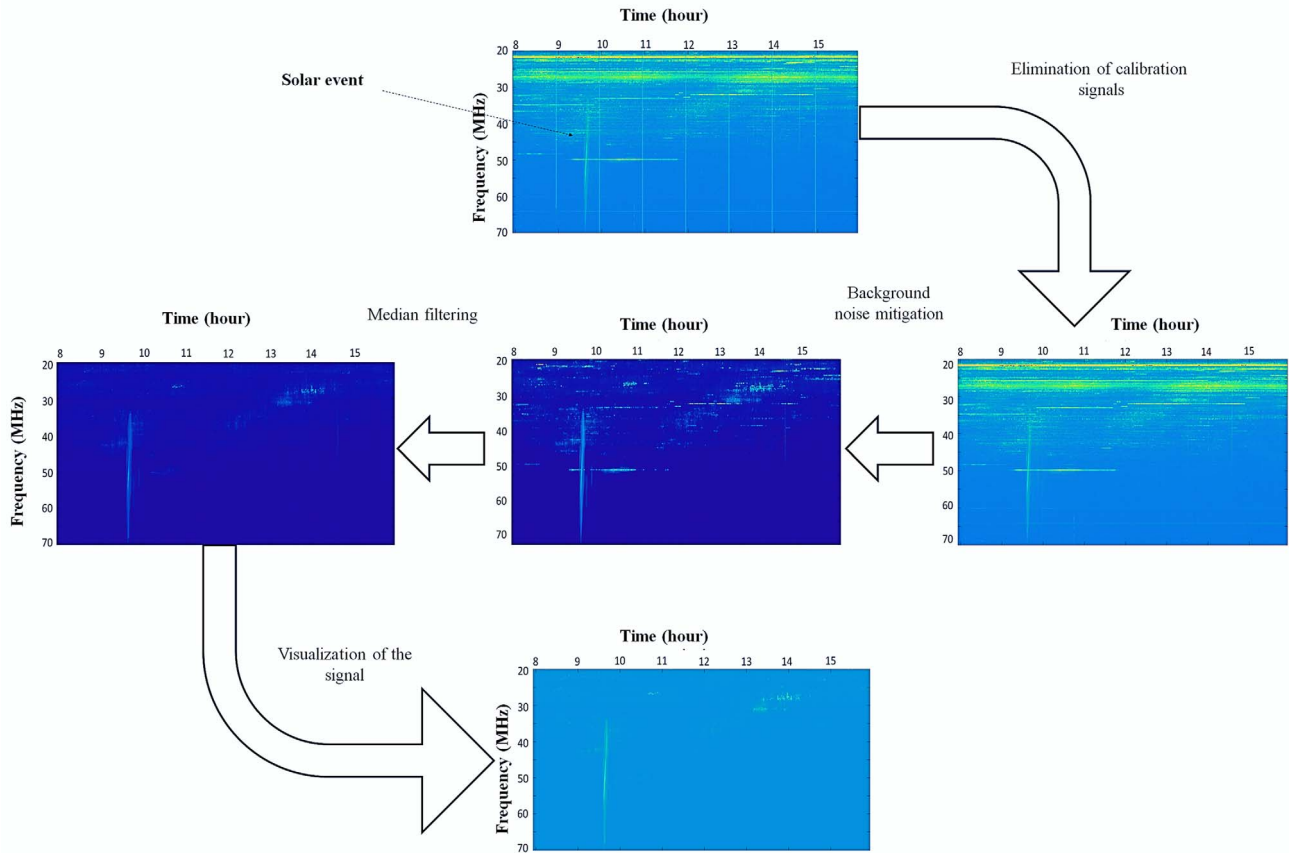 Time (hour)
8 9 10 11 12 13 14 15
20
30
40
50
60
70
Frequency (MHz)
Solar event
Elimination of calibration
signals
Time (hour)
8 9 10 11 12 13 14 15
20
30
40
50
60
70
Frequency (MHz)
Median filtering
Time (hour)
8 9 10 11 12 13 14 15
20
30
40
50
60
70
Background
noise mitigation
Time (hour)
8 9 10 11 12 13 14 15
20
30
40
50
60
70
Visualization of the
signal
Time (hour)
8 9 10 11 12 13 14 15
20
30
40
50
60
70
Frequency (MHz)